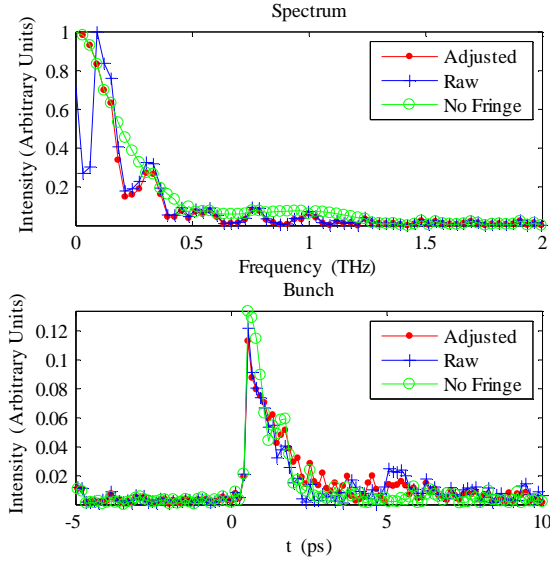 Spectrum
Intensity (Arbitrary Units)
1
0.8
0.6
0.4
0.2
Adjusted
Raw
No Fringe
0
0.5
1
1.5
2
Frequency (THz)
Bunch
Intensity (Arbitrary Units)
0.12
0.1
0.08
0.06
0.04
0.02
Adjusted
Raw
No Fringe
-5
0
5
10
t (ps)